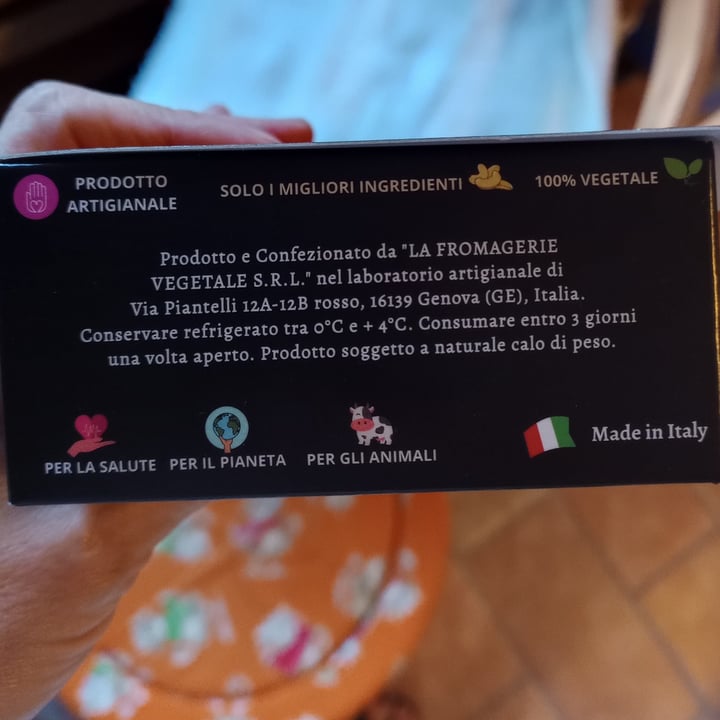 PRODOTTO
ARTIGIANALE
SOLO I MIGLIORI INGREDIENTI
100% VEGETALE
Prodotto e Confezionato da "LA FROMAGERIE
VEGETALE S.R.L." nel laboratorio artigianale di
Via Piantelli 12A-12B rosso, 16139 Genova (GE), Italia.
Conservare refrigerato tra 0°C e + 4°C. Consumare entro 3 giorni
una volta aperto. Prodotto soggetto a naturale calo di peso.
PER LA SALUTE
PER IL PIANETA
PER GLI ANIMALI
Made in Italy